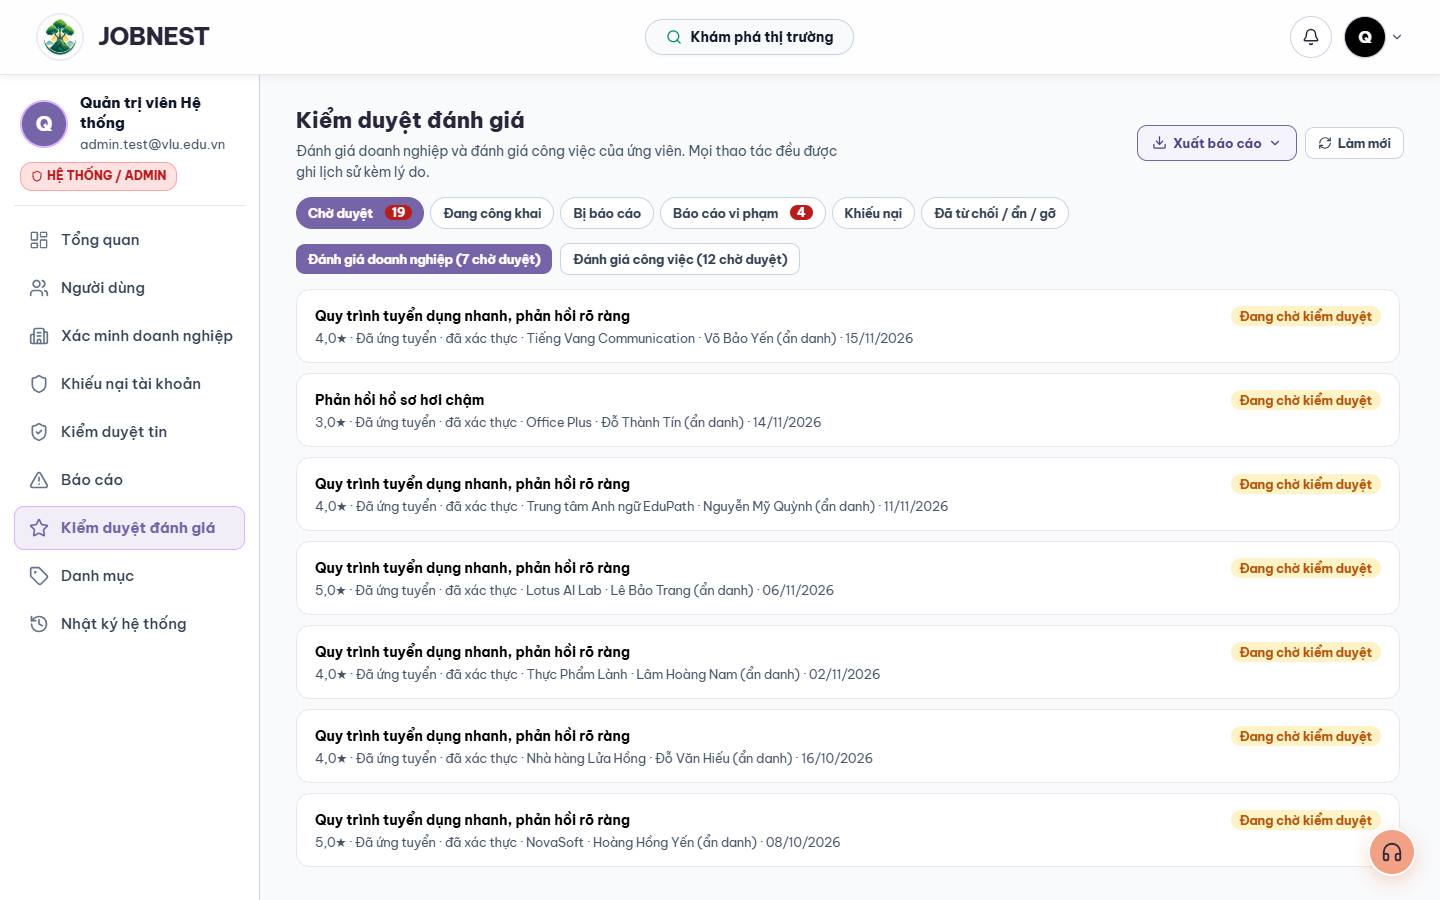 JOBNEST
Khám phá thị trường
Q
Q
Quản trị viên Hệ thống
admin.test@vlu.edu.vn
HỆ THỐNG / ADMIN
Tổng quan
Người dùng
Xác minh doanh nghiệp
Khiếu nại tài khoản
Kiểm duyệt tin
Báo cáo
Kiểm duyệt đánh giá
Danh mục
Nhật ký hệ thống
Kiểm duyệt đánh giá
Đánh giá doanh nghiệp và đánh giá công việc của ứng viên. Mọi thao tác đều được
ghi lịch sử kèm lý do.
Xuất báo cáo
Làm mới
Chờ duyệt 19
Đang công khai
Bị báo cáo
Báo cáo vi phạm 4
Khiếu nại
Đã từ chối / ẩn / gỡ
Đánh giá doanh nghiệp (7 chờ duyệt)
Đánh giá công việc (12 chờ duyệt)
Quy trình tuyển dụng nhanh, phản hồi rõ ràng
Đang chờ kiểm duyệt
4,0★ · Đã ứng tuyển · đã xác thực · Tiếng Vang Communication · Võ Bảo Yến (ẩn danh) · 15/11/2026
Phản hồi hồ sơ hơi chậm
Đang chờ kiểm duyệt
3,0★ · Đã ứng tuyển · đã xác thực · Office Plus · Đỗ Thành Tín (ẩn danh) · 14/11/2026
Quy trình tuyển dụng nhanh, phản hồi rõ ràng
Đang chờ kiểm duyệt
4,0★ · Đã ứng tuyển · đã xác thực · Trung tâm Anh ngữ EduPath · Nguyễn Mỹ Quỳnh (ẩn danh) · 11/11/2026
Quy trình tuyển dụng nhanh, phản hồi rõ ràng
Đang chờ kiểm duyệt
5,0★ · Đã ứng tuyển · đã xác thực · Lotus AI Lab · Lê Bảo Trang (ẩn danh) · 06/11/2026
Quy trình tuyển dụng nhanh, phản hồi rõ ràng
Đang chờ kiểm duyệt
4,0★ · Đã ứng tuyển · đã xác thực · Thực Phẩm Lành · Lâm Hoàng Nam (ẩn danh) · 02/11/2026
Quy trình tuyển dụng nhanh, phản hồi rõ ràng
Đang chờ kiểm duyệt
4,0★ · Đã ứng tuyển · đã xác thực · Nhà hàng Lửa Hồng · Đỗ Văn Hiếu (ẩn danh) · 16/10/2026
Quy trình tuyển dụng nhanh, phản hồi rõ ràng
Đang chờ kiểm duyệt
5,0★ · Đã ứng tuyển · đã xác thực · NovaSoft · Hoàng Hồng Yến (ẩn danh) · 08/10/2026